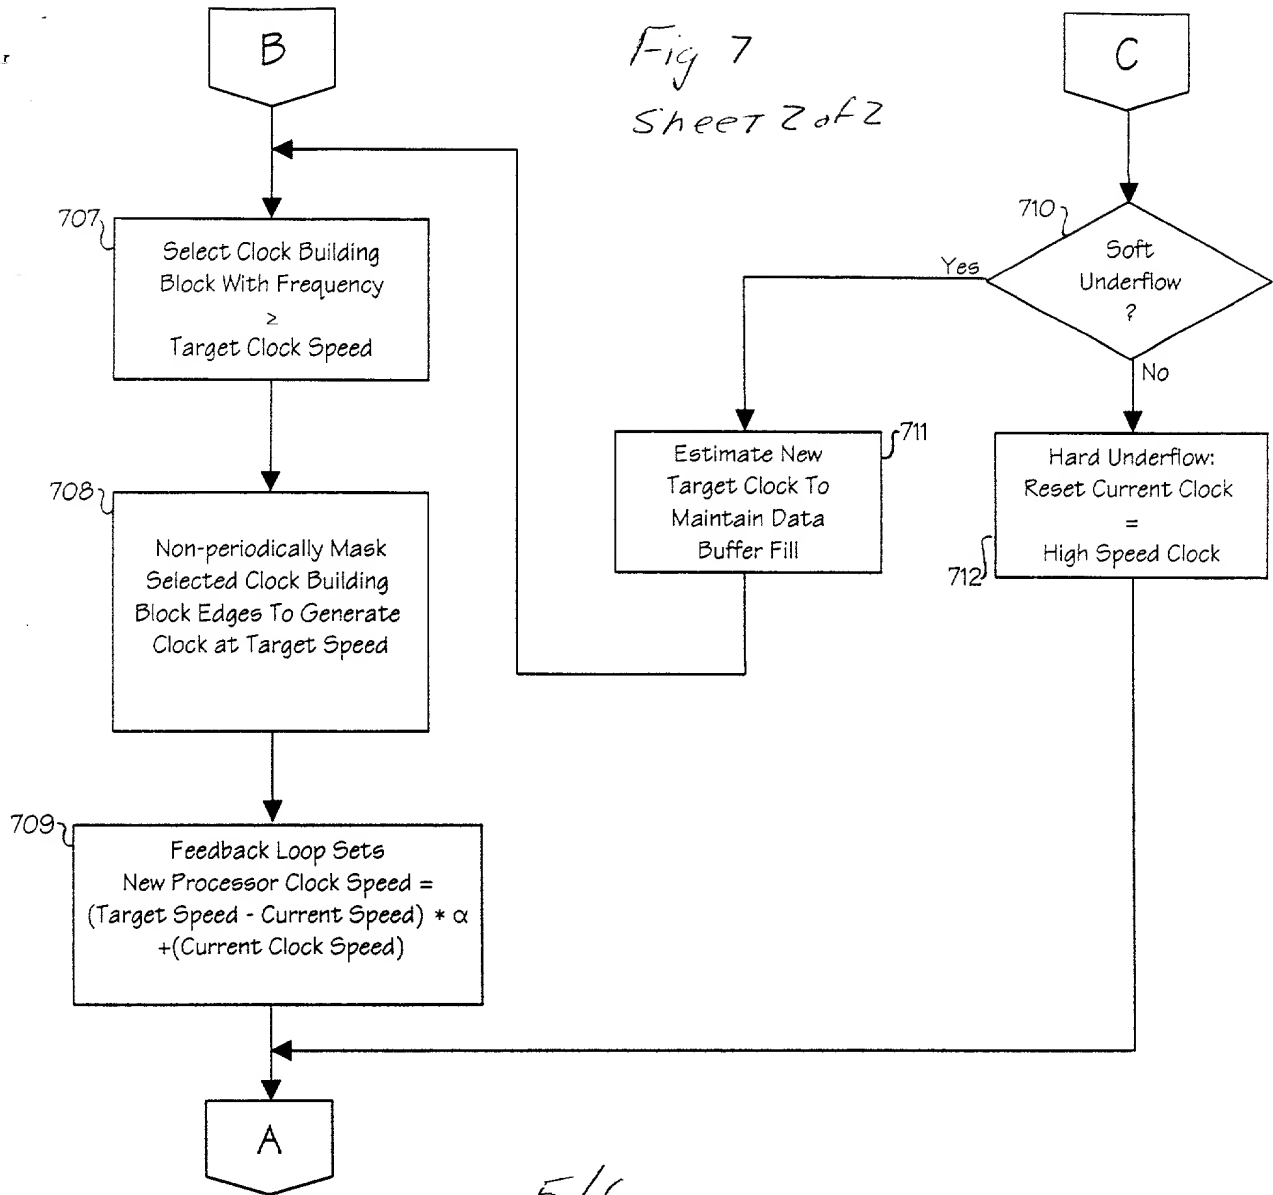 B
Fig 7
Sheet 2 of 2
C
707
Select Clock Building
Block With Frequency
≥
Target Clock Speed
710
Soft
Underflow
?
Yes
No
708
Non-periodically Mask
Selected Clock Building
Block Edges To Generate
Clock at Target Speed
711
Estimate New
Target Clock To
Maintain Data
Buffer Fill
Hard Underflow:
Reset Current Clock
=
High Speed Clock
712
709
Feedback Loop Sets
New Processor Clock Speed =
(Target Speed - Current Speed) * α
+(Current Clock Speed)
A